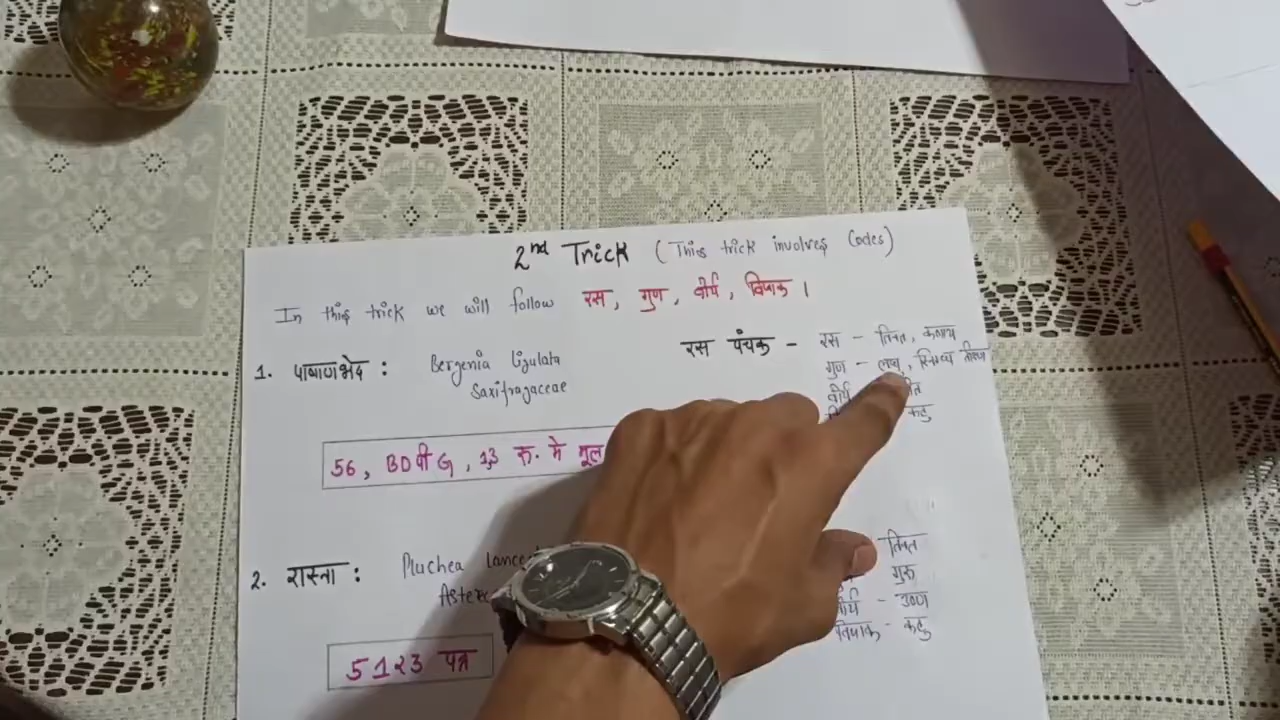 2nd Trick (This trick involves Codes)
In this trick we will follow रस, गुण, वीर्य, विपाक ।
1. पाषाणभेद : Bergenia ligulata
Saxifragaceae
रस पंचक - रस - तिक्त, कषाय
गुण - लघु, स्निग्ध तीक्ष्ण
वीर्य
कटु
56, BDपीG, 13 रु. मे मूल
2. रास्ना : Pluchea
तिक्त
गुरु
वीर्य - उष्ण
विपाक - कटु
5123 पत्र